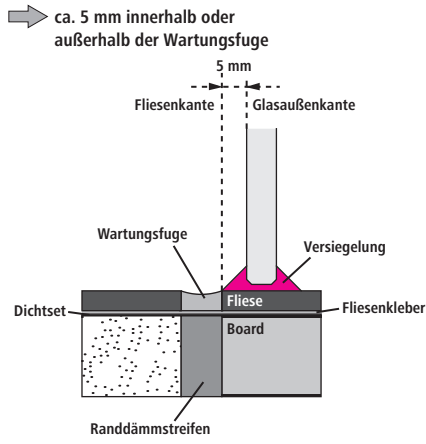 ca. 5 mm innerhalb oder
außerhalb der Wartungsfuge
5 mm
Fliesenkante
Glasaußenkante
Wartungsfuge
Versiegelung
Dichtset
Fliese
Fliesenkleber
Board
Randdämmstreifen